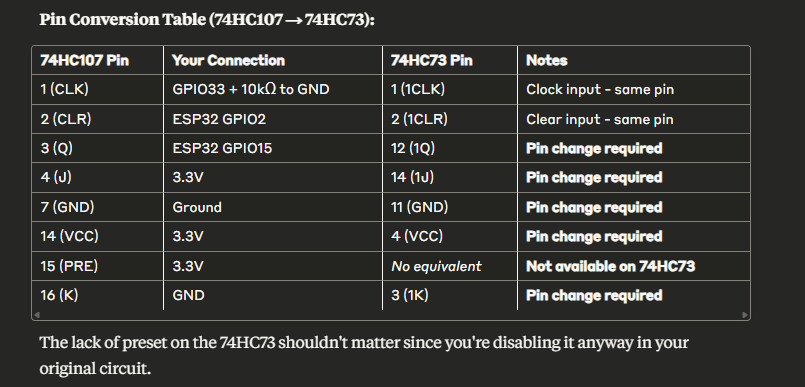 Pin Conversion Table (74HC107 → 74HC73):
74HC107 Pin Your Connection 74HC73 Pin Notes
1 (CLK) GPIO33 + 10kΩ to GND 1 (1CLK) Clock input - same pin
2 (CLR) ESP32 GPIO2 2 (1CLR) Clear input - same pin
3 (Q) ESP32 GPIO15 12 (1Q) Pin change required
4 (J) 3.3V 14 (1J) Pin change required
7 (GND) Ground 11 (GND) Pin change required
14 (VCC) 3.3V 4 (VCC) Pin change required
15 (PRE) 3.3V No equivalent Not available on 74HC73
16 (K) GND 3 (1K) Pin change required
The lack of preset on the 74HC73 shouldn't matter since you're disabling it anyway in your
original circuit.